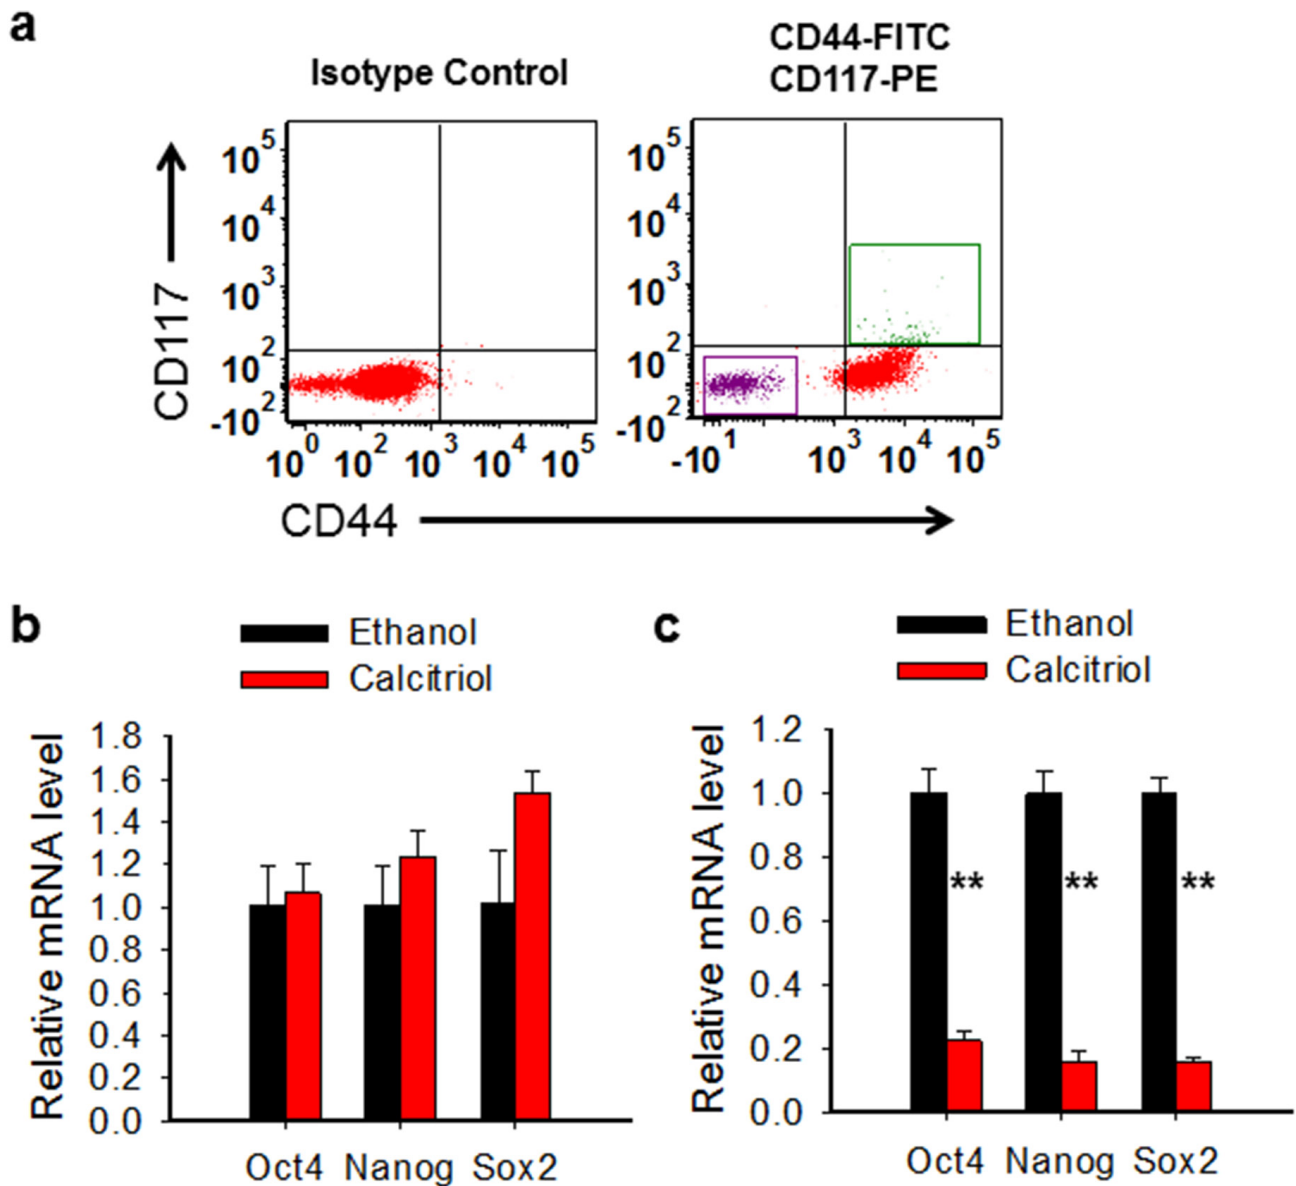 a
Isotype Control
CD44-FITC
CD117-PE
CD117
10^5
10^4
10^3
10^2
10
-10^2
10^0 10^2 10^3 10^4 10^5
10^5
10^4
10^3
10^2
10^2
-10^2
-10^1 10^3 10^4 10^5
CD44
b
Ethanol
Calcitriol
Relative mRNA level
1.8
1.6
1.4
1.2
1.0
0.8
0.6
0.4
0.2
0.0
Oct4 Nanog Sox2
c
Ethanol
Calcitriol
Relative mRNA level
1.2
1.0
0.8
0.6
0.4
0.2
0.0
** ** **
Oct4 Nanog Sox2